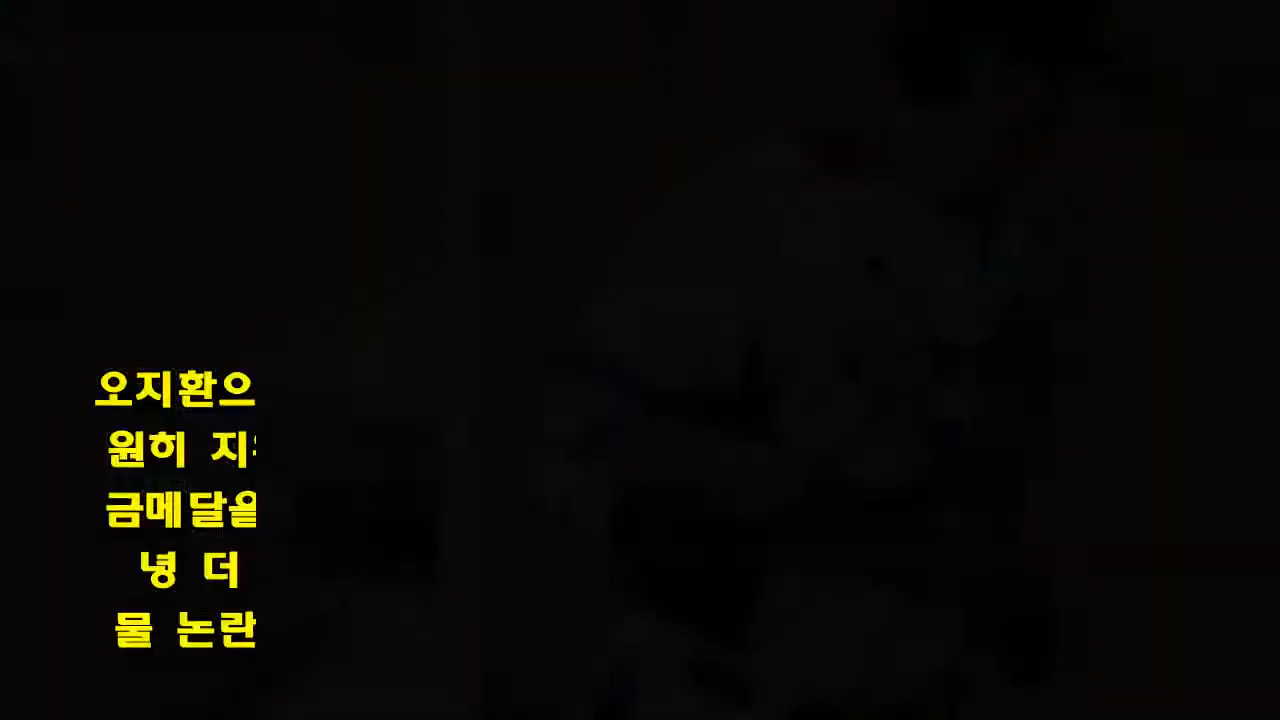 오지환으
원히 지
금메달을
녕 더
물 논란